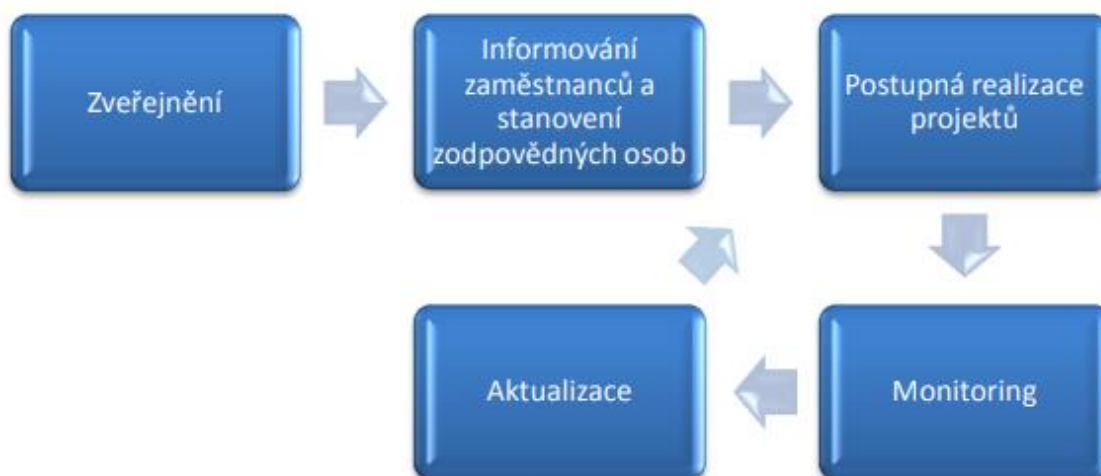 Zveřejnění
Informování
zaměstnanců a
stanovení
zodpovědných osob
Postupná realizace
projektů
Aktualizace
Monitoring